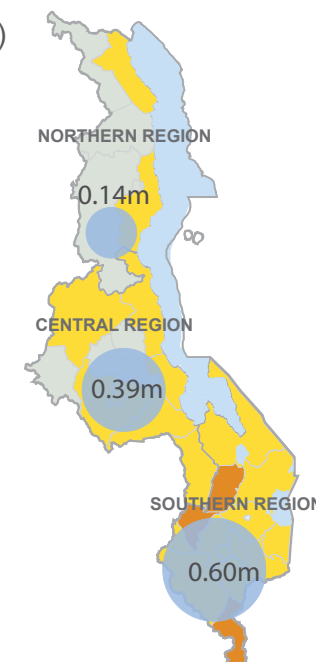 )
NORTHERN REGION
0.14m
CENTRAL REGION
0.39m
SOUTHERN REGION
0.60m